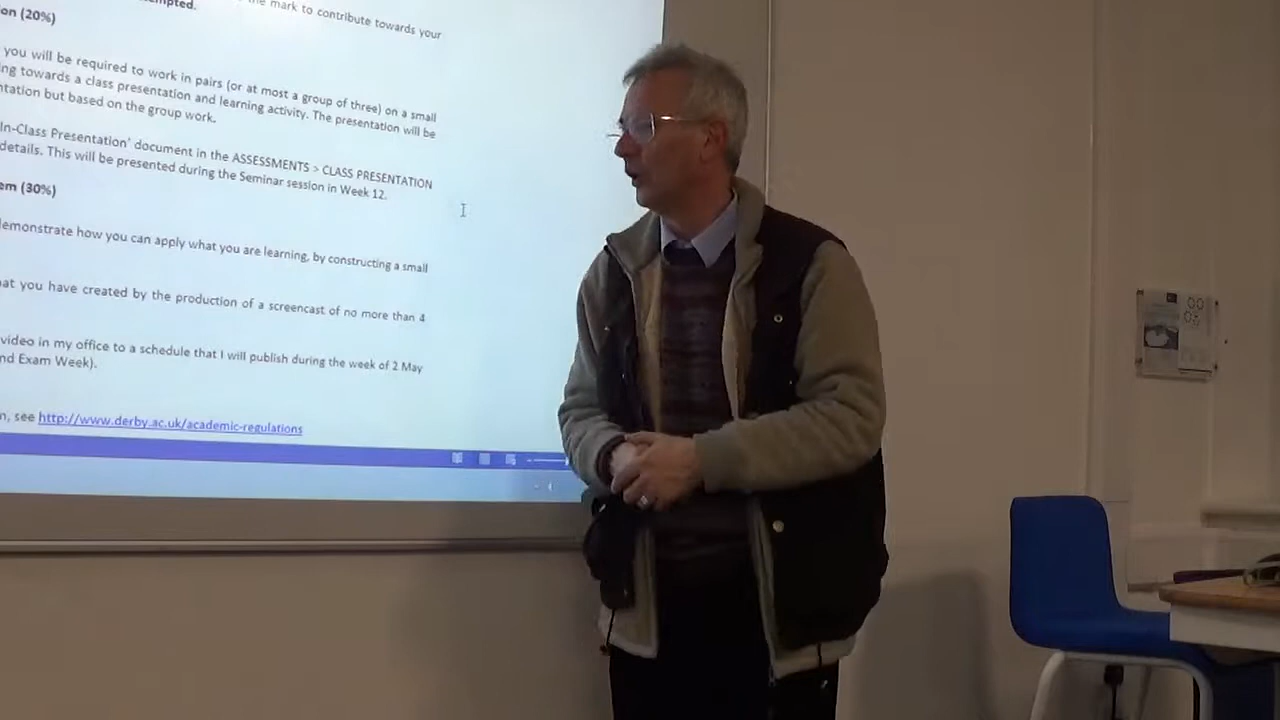 mpted.
the mark to contribute towards your
on (20%)
you will be required to work in pairs (or at most a group of three) on a small
ng towards a class presentation and learning activity. The presentation will be
ntation but based on the group work.
In-Class Presentation' document in the ASSESSMENTS > CLASS PRESENTATION
details. This will be presented during the Seminar session in Week 12.
em (30%)
demonstrate how you can apply what you are learning, by constructing a small
at you have created by the production of a screencast of no more than 4
video in my office to a schedule that I will publish during the week of 2 May
nd Exam Week).
n, see http://www.derby.ac.uk/academic-regulations